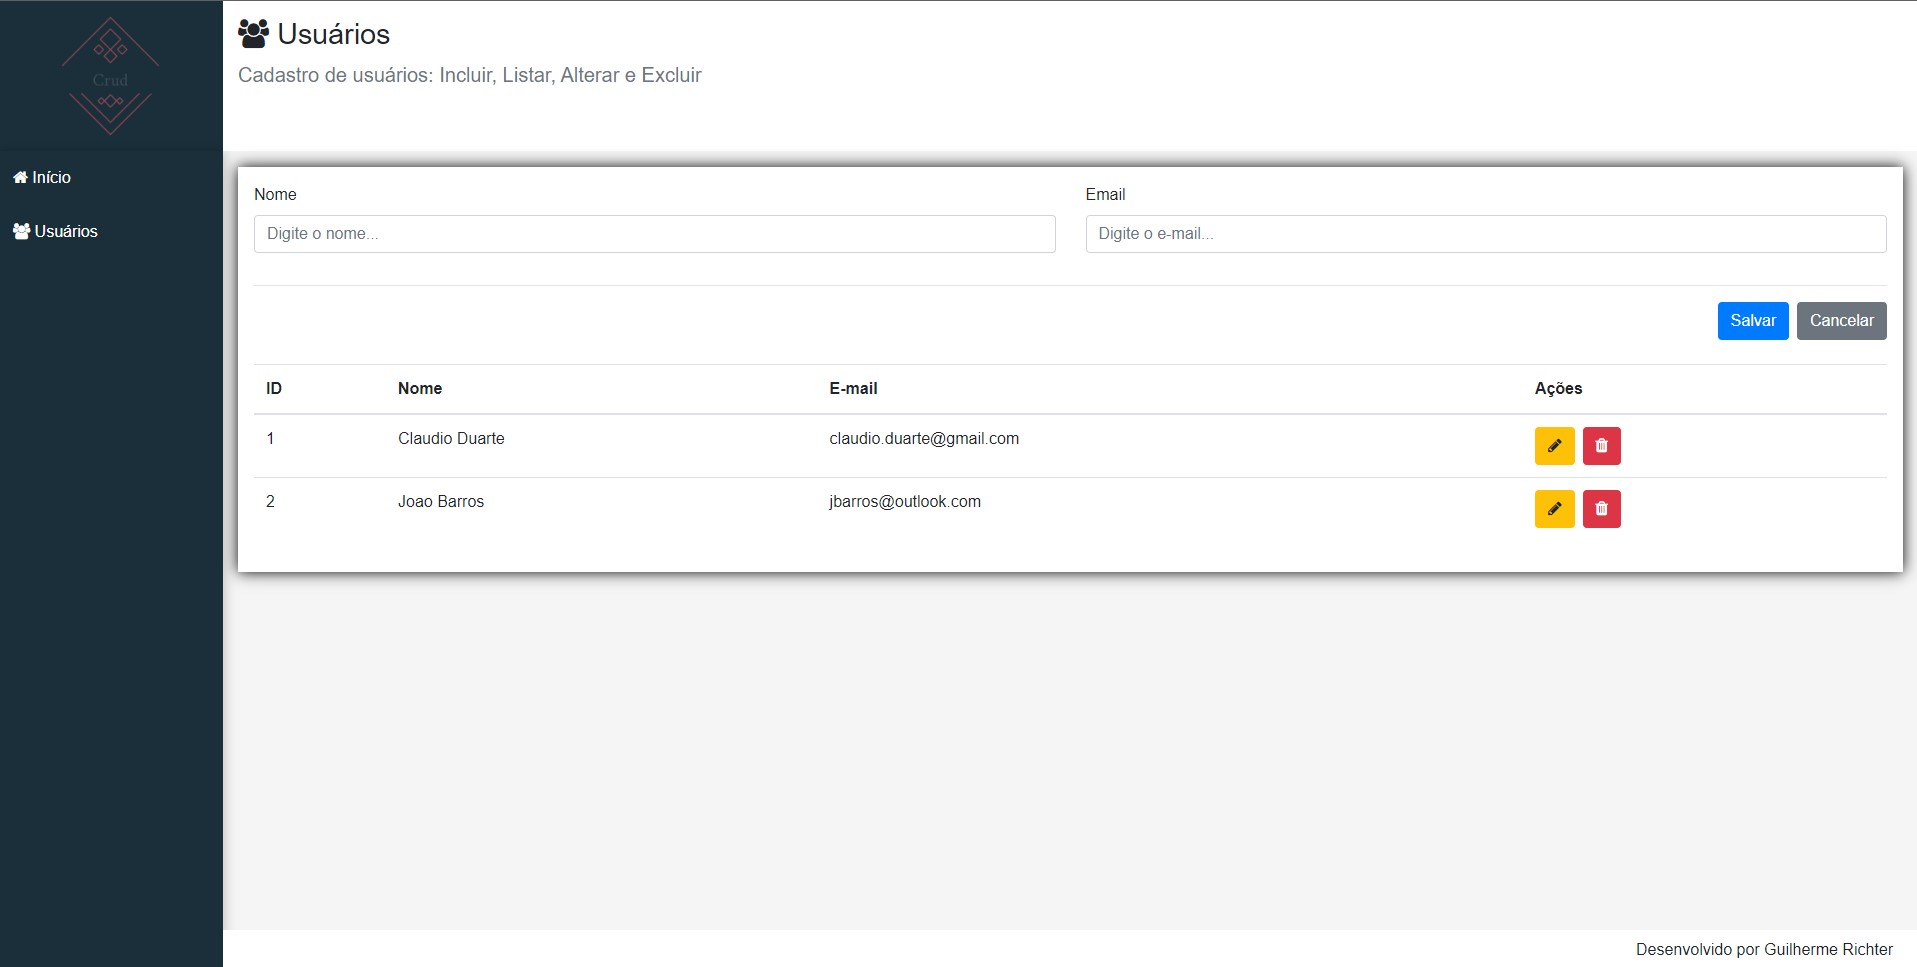 Crud
Início
Usuários
Usuários
Cadastro de usuários: Incluir, Listar, Alterar e Excluir
Nome Email
Digite o nome... Digite o e-mail...
Salvar Cancelar
ID Nome E-mail Ações
1 Claudio Duarte claudio.duarte@gmail.com
2 Joao Barros jbarros@outlook.com
Desenvolvido por Guilherme Richter